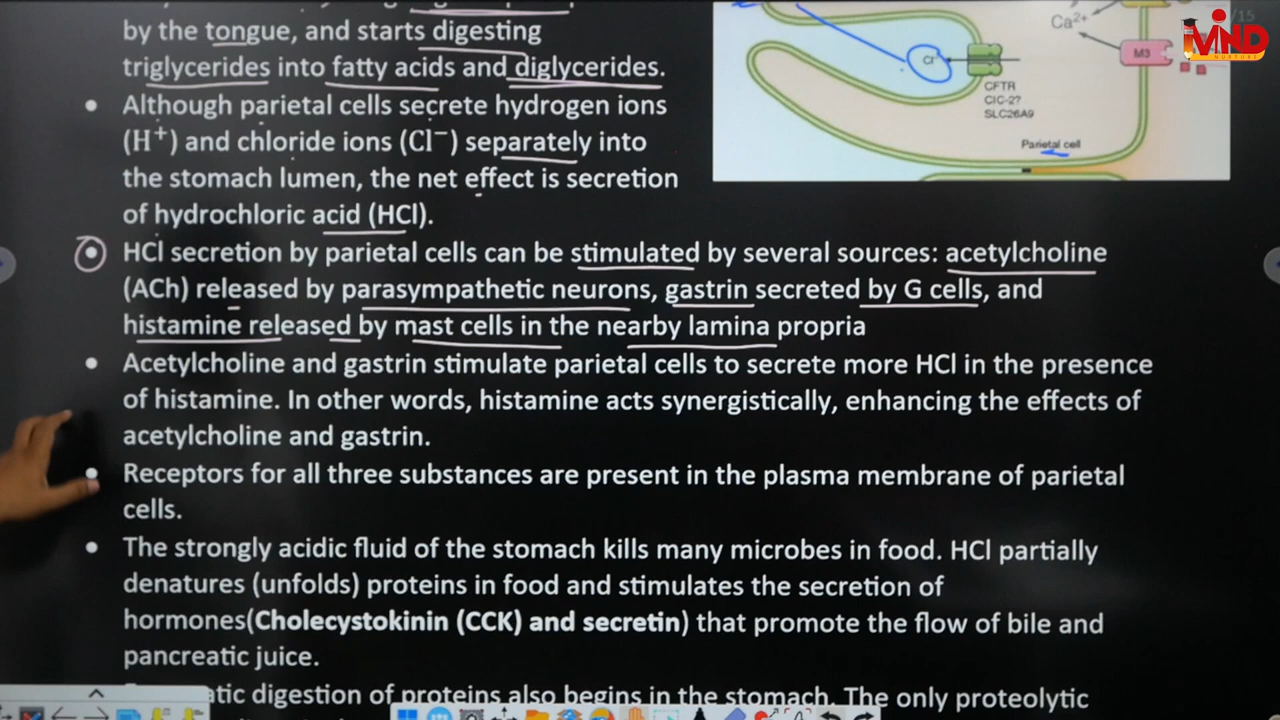 by the tongue, and starts digesting
triglycerides into fatty acids and diglycerides.
• Although parietal cells secrete hydrogen ions
(H⁺) and chloride ions (Cl⁻) separately into
the stomach lumen, the net effect is secretion
of hydrochloric acid (HCl).
• HCl secretion by parietal cells can be stimulated by several sources: acetylcholine
(ACh) released by parasympathetic neurons, gastrin secreted by G cells, and
histamine released by mast cells in the nearby lamina propria
• Acetylcholine and gastrin stimulate parietal cells to secrete more HCl in the presence
of histamine. In other words, histamine acts synergistically, enhancing the effects of
acetylcholine and gastrin.
• Receptors for all three substances are present in the plasma membrane of parietal
cells.
• The strongly acidic fluid of the stomach kills many microbes in food. HCl partially
denatures (unfolds) proteins in food and stimulates the secretion of
hormones(Cholecystokinin (CCK) and secretin) that promote the flow of bile and
pancreatic juice.
digestion of proteins also begins in the stomach. The only proteolytic
Ca²⁺
M3
Cl⁻
CFTR
ClC-2?
SLC26A9
Parietal cell
/15
MIND
NURTURE